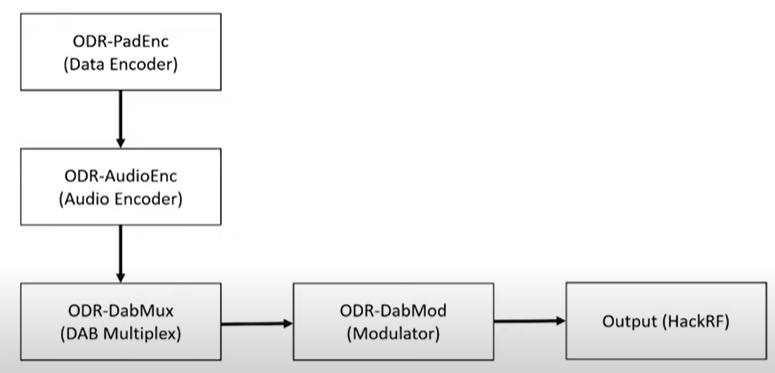 ODR-PadEnc
(Data Encoder)
ODR-AudioEnc
(Audio Encoder)
ODR-DabMux
(DAB Multiplex)
ODR-DabMod
(Modulator)
Output (HackRF)